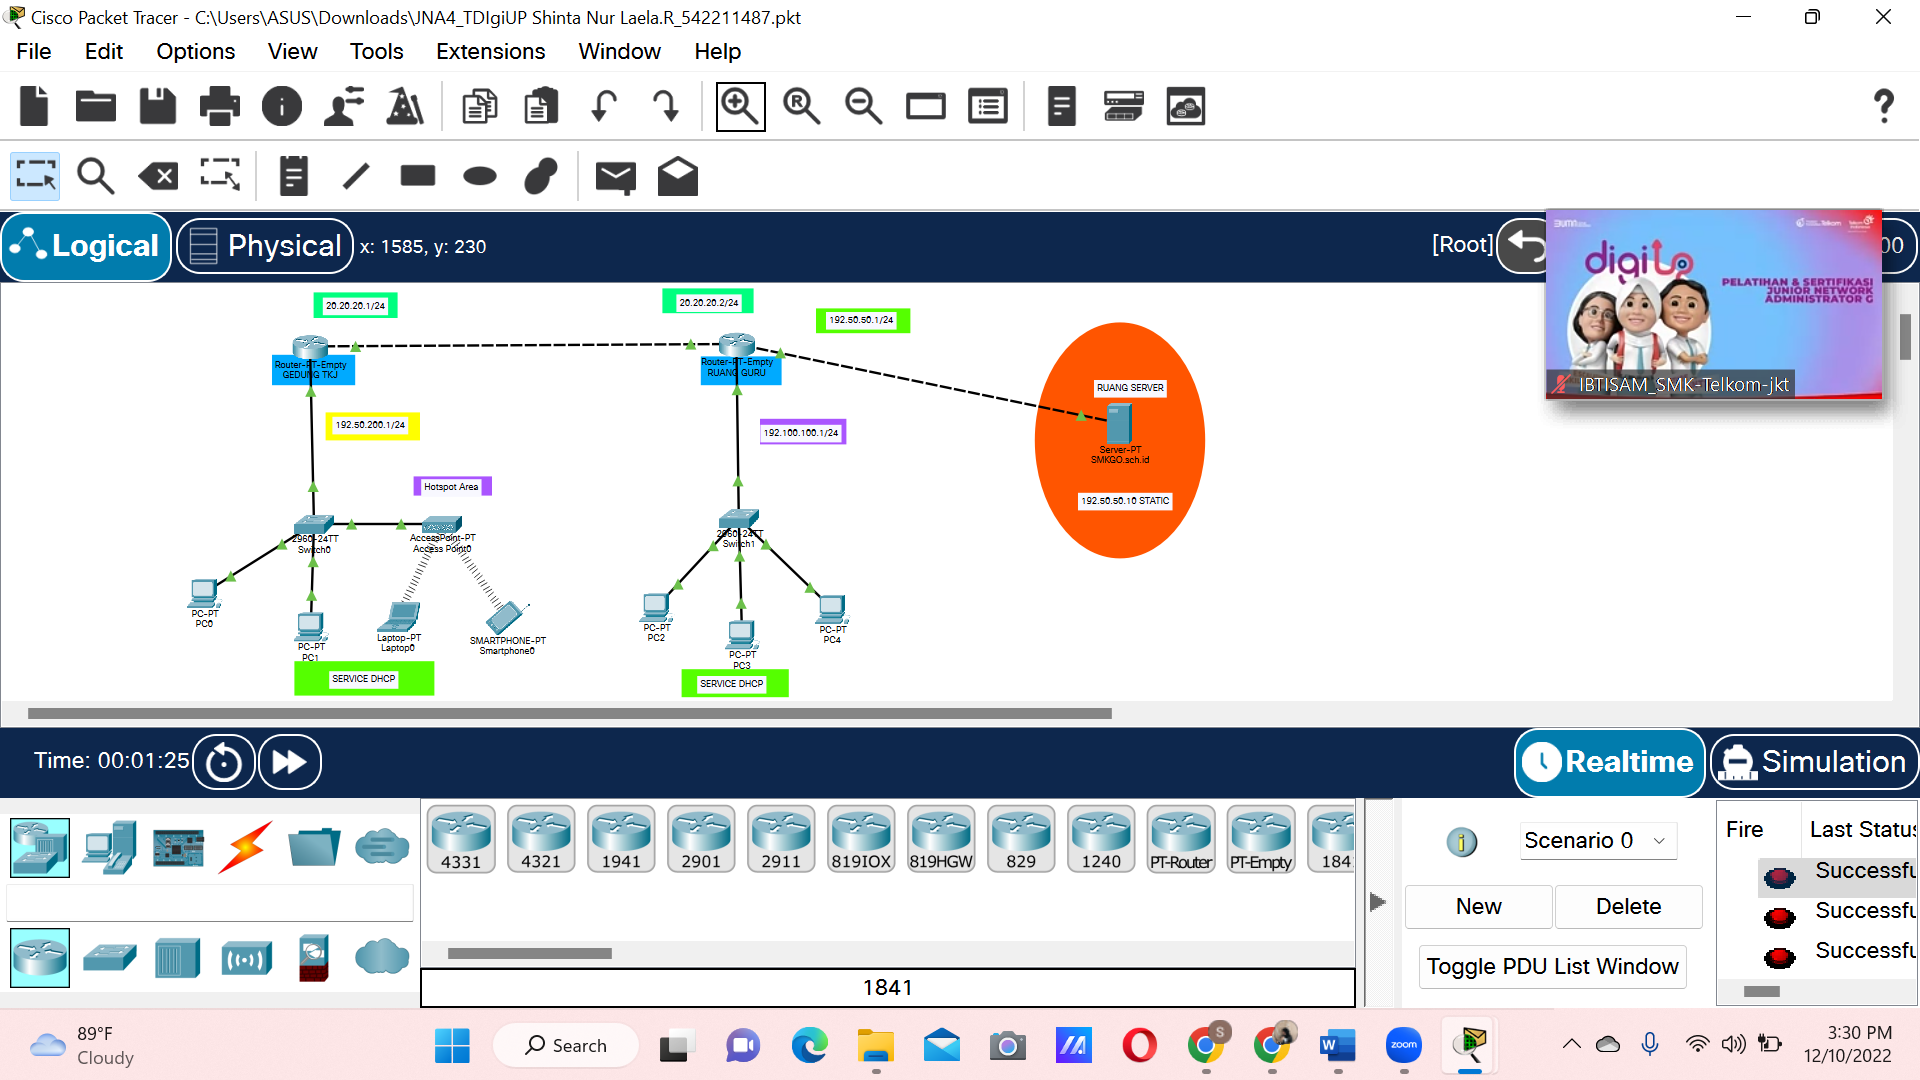 Cisco Packet Tracer - C:\Users\ASUS\Downloads\JNA4_TDIgiUP Shinta Nur Laela.R_542211487.pkt
File Edit Options View Tools Extensions Window Help
Logical Physical x: 1585, y: 230 [Root] 00
digiUp
PELATIHAN & SERTIFIKASI
JUNIOR NETWORK
ADMINISTRATOR G
IBTISAM_SMK-Telkom-jkt
20.20.20.1/24
20.20.20.2/24
192.50.50.1/24
Router-PT-Empty
GEDUNG TKJ
Router-PT-Empty
RUANG GURU
RUANG SERVER
192.50.200.1/24
192.100.100.1/24
Server-PT
SMKGO.sch.id
Hotspot Area
192.50.50.10 STATIC
2960-24TT
Switch0
AccessPoint-PT
Access Point0
2960-24TT
Switch1
PC-PT
PC0
PC-PT
PC1
Laptop-PT
Laptop0
SMARTPHONE-PT
Smartphone0
PC-PT
PC2
PC-PT
PC3
PC-PT
PC4
SERVICE DHCP
SERVICE DHCP
Time: 00:01:25
Realtime Simulation
4331 4321 1941 2901 2911 819IOX 819HGW 829 1240 PT-Router PT-Empty 184
1841
Scenario 0
New Delete
Toggle PDU List Window
Fire Last Status
Successfu
Successfu
Successfu
89°F
Cloudy
Search
S
zoom
3:30 PM
12/10/2022